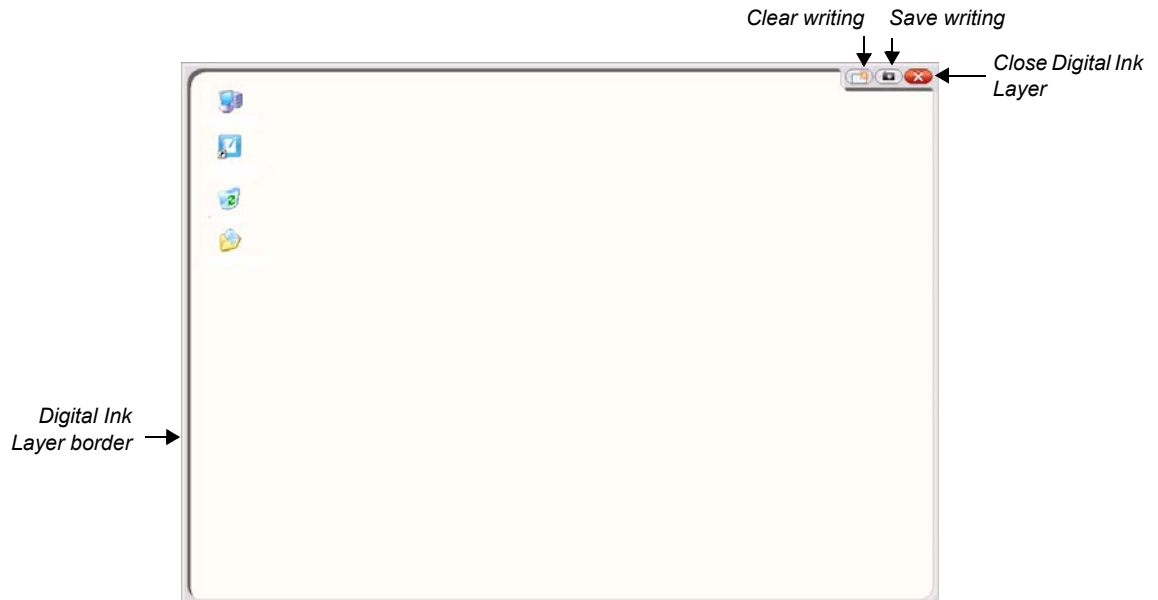 Clear writing
Save writing
Close Digital Ink
Layer
Digital Ink
Layer border